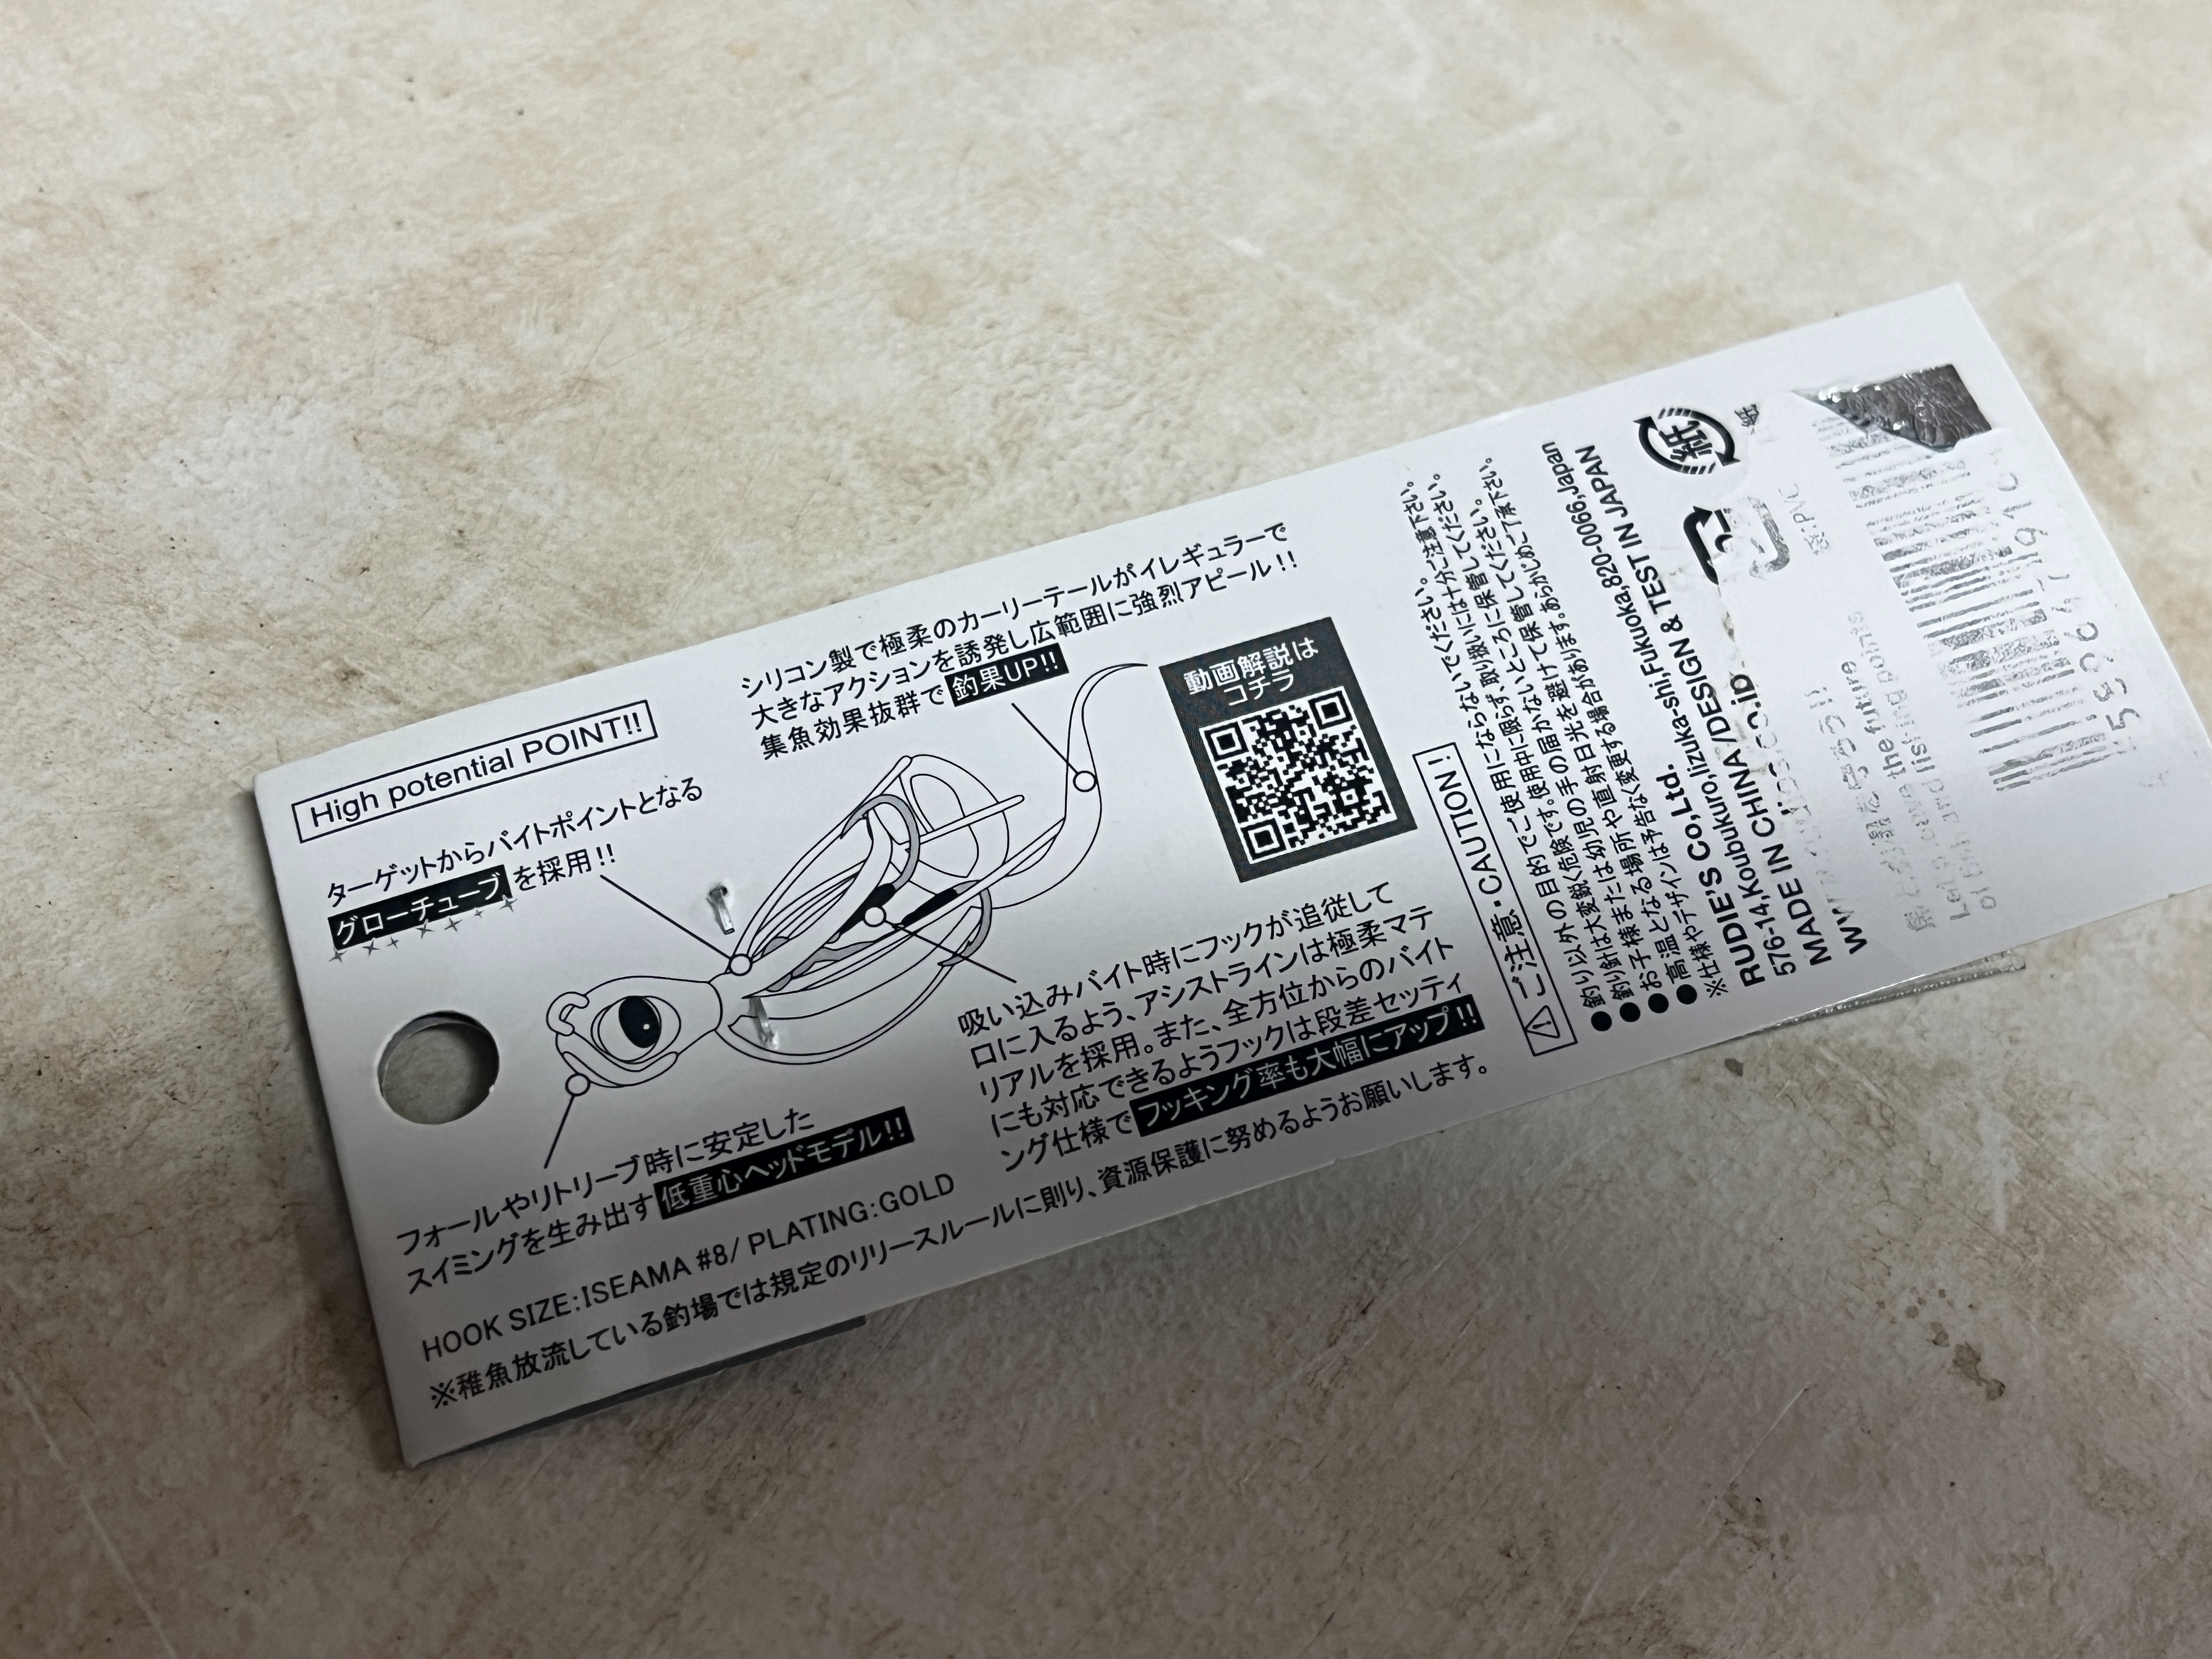 High potential POINT!!
ターゲットからバイトポイントとなる
グローチューブを採用!!
シリコン製で極柔のカーリーテールがイレギュラーで
大きなアクションを誘発し広範囲に強烈アピール!!
集魚効果抜群で釣果UP!!
動画解説は
コチラ
吸い込みバイト時にフックが追従して
口に入るよう、アシストラインは極柔マテ
リアルを採用。また、全方位からのバイト
にも対応できるようフックは段差セッティ
ング仕様でフッキング率も大幅にアップ!!
フォールやリトリーブ時に安定した
スイミングを生み出す低重心ヘッドモデル!!
HOOK SIZE:ISEAMA #8/ PLATING:GOLD
※稚魚放流している釣場では規定のリリースルールに則り、資源保護に努めるようお願いします。
ご注意・CAUTION!
●釣り以外の目的でご使用にならないでください。
●釣り針は大変鋭く危険です。使用中に限らず、取り扱いには十分ご注意下さい。
●お子様または幼児の手の届かないところに保管してください。
●高温となる場所や直射日光を避けて保管してください。
※仕様やデザインは予告なく変更する場合があります。あらかじめご了承下さい。
RUDIE'S Co,Ltd.
576-14,Koubukuro,Iizuka-shi,Fukuoka,820-0066,Japan
MADE IN CHINA /DESIGN & TEST IN JAPAN
紙
袋:PVC
the future
and fishing points